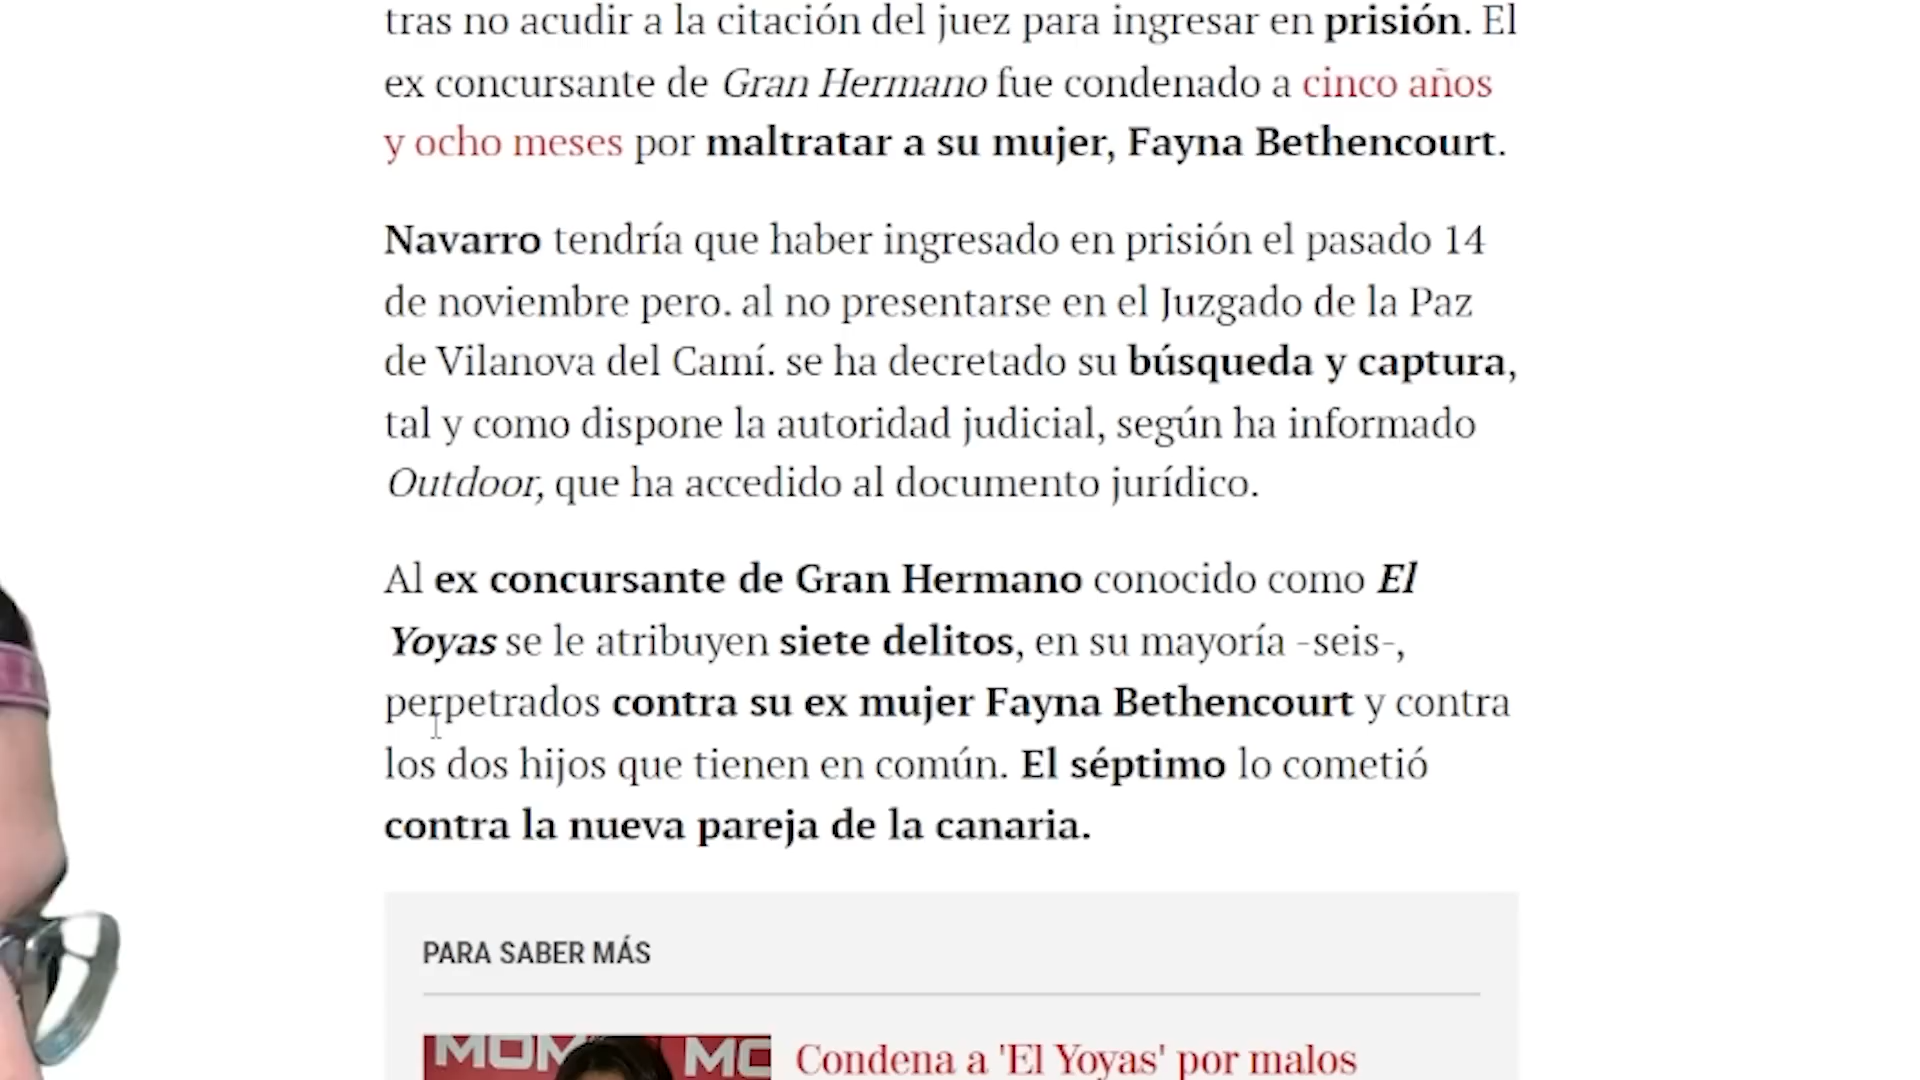 tras no acudir a la citación del juez para ingresar en prisión. El
ex concursante de Gran Hermano fue condenado a cinco años
y ocho meses por maltratar a su mujer, Fayna Bethencourt.
Navarro tendría que haber ingresado en prisión el pasado 14
de noviembre pero. al no presentarse en el Juzgado de la Paz
de Vilanova del Camí. se ha decretado su búsqueda y captura,
tal y como dispone la autoridad judicial, según ha informado
Outdoor, que ha accedido al documento jurídico.
Al ex concursante de Gran Hermano conocido como El
Yoyas se le atribuyen siete delitos, en su mayoría -seis-,
perpetrados contra su ex mujer Fayna Bethencourt y contra
los dos hijos que tienen en común. El séptimo lo cometió
contra la nueva pareja de la canaria.
PARA SABER MÁS
Condena a 'El Yoyas' por malos